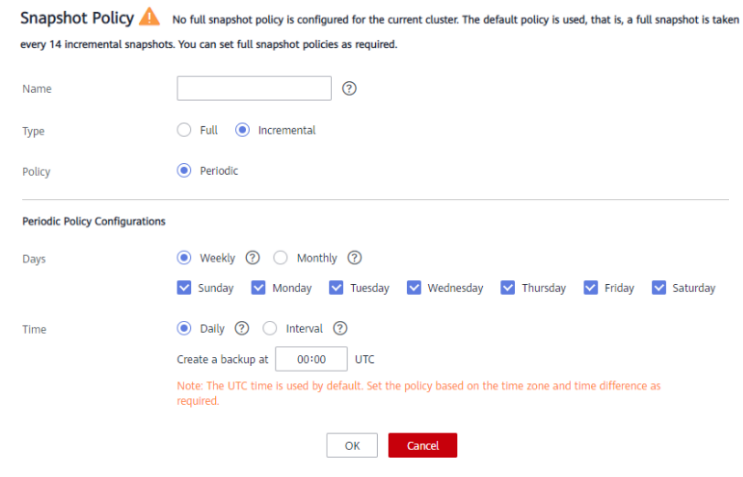 Snapshot Policy No full snapshot policy is configured for the current cluster. The default policy is used, that is, a full snapshot is taken
every 14 incremental snapshots. You can set full snapshot policies as required.
Name ?
Type Full Incremental
Policy Periodic
Periodic Policy Configurations
Days Weekly ? Monthly ?
Sunday Monday Tuesday Wednesday Thursday Friday Saturday
Time Daily ? Interval ?
Create a backup at 00:00 UTC
Note: The UTC time is used by default. Set the policy based on the time zone and time difference as
required.
OK Cancel